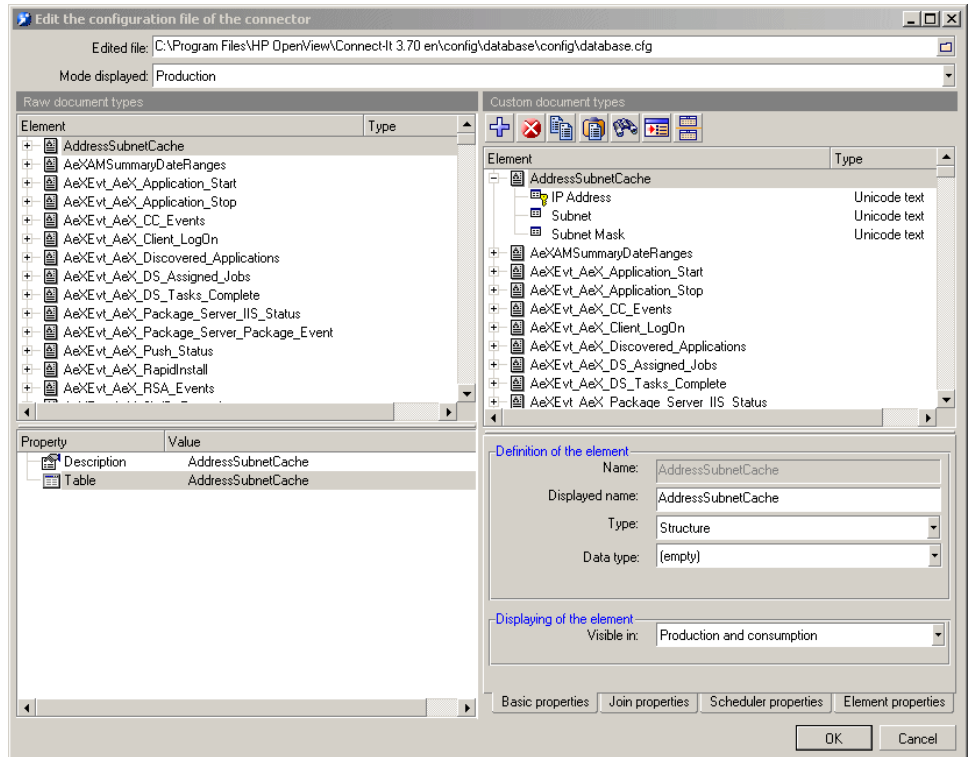 Edit the configuration file of the connector
Edited file: C:\Program Files\HP OpenView\Connect-It 3.70 en\config\database\config\database.cfg
Mode displayed: Production
Raw document types
Element Type
AddressSubnetCache
AeXAMSummaryDateRanges
AeXEvt_AeX_Application_Start
AeXEvt_AeX_Application_Stop
AeXEvt_AeX_CC_Events
AeXEvt_AeX_Client_LogOn
AeXEvt_AeX_Discovered_Applications
AeXEvt_AeX_DS_Assigned_Jobs
AeXEvt_AeX_DS_Tasks_Complete
AeXEvt_AeX_Package_Server_IIS_Status
AeXEvt_AeX_Package_Server_Package_Event
AeXEvt_AeX_Push_Status
AeXEvt_AeX_RapidInstall
AeXEvt_AeX_RSA_Events
Property Value
Description AddressSubnetCache
Table AddressSubnetCache
Custom document types
Element Type
AddressSubnetCache
IP Address Unicode text
Subnet Unicode text
Subnet Mask Unicode text
AeXAMSummaryDateRanges
AeXEvt_AeX_Application_Start
AeXEvt_AeX_Application_Stop
AeXEvt_AeX_CC_Events
AeXEvt_AeX_Client_LogOn
AeXEvt_AeX_Discovered_Applications
AeXEvt_AeX_DS_Assigned_Jobs
AeXEvt_AeX_DS_Tasks_Complete
AeXEvt_AeX_Package_Server_IIS_Status
Definition of the element
Name: AddressSubnetCache
Displayed name: AddressSubnetCache
Type: Structure
Data type: (empty)
Displaying of the element
Visible in: Production and consumption
Basic properties Join properties Scheduler properties Element properties
OK Cancel